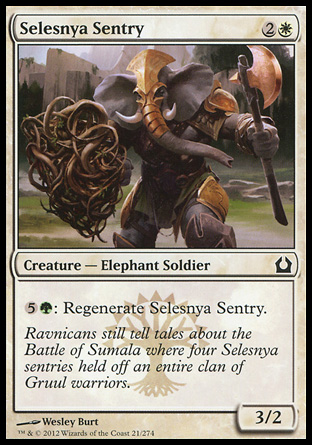 Selesnya Sentry 2
Creature — Elephant Soldier
5: Regenerate Selesnya Sentry.
Ravnicans still tell tales about the
Battle of Sumala where four Selesnya
sentries held off an entire clan of
Gruul warriors.
Wesley Burt
™ & © 2012 Wizards of the Coast 21/274
3/2